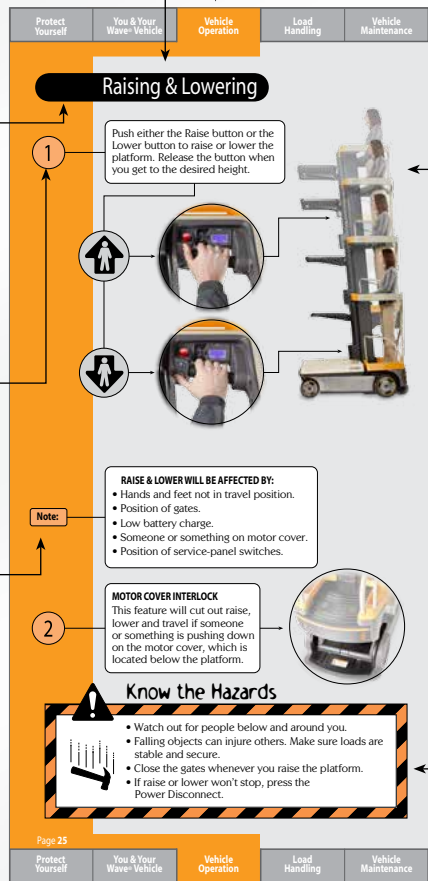 Protect
Yourself
You & Your
Wave® Vehicle
Vehicle
Operation
Load
Handling
Vehicle
Maintenance
Raising & Lowering
1
Push either the Raise button or the
Lower button to raise or lower the
platform. Release the button when
you get to the desired height.
Note:
RAISE & LOWER WILL BE AFFECTED BY:
• Hands and feet not in travel position.
• Position of gates.
• Low battery charge.
• Someone or something on motor cover.
• Position of service-panel switches.
2
MOTOR COVER INTERLOCK
This feature will cut out raise,
lower and travel if someone
or something is pushing down
on the motor cover, which is
located below the platform.
Know the Hazards
• Watch out for people below and around you.
• Falling objects can injure others. Make sure loads are
stable and secure.
• Close the gates whenever you raise the platform.
• If raise or lower won't stop, press the
Power Disconnect.
Page 25
Protect
Yourself
You & Your
Wave® Vehicle
Vehicle
Operation
Load
Handling
Vehicle
Maintenance